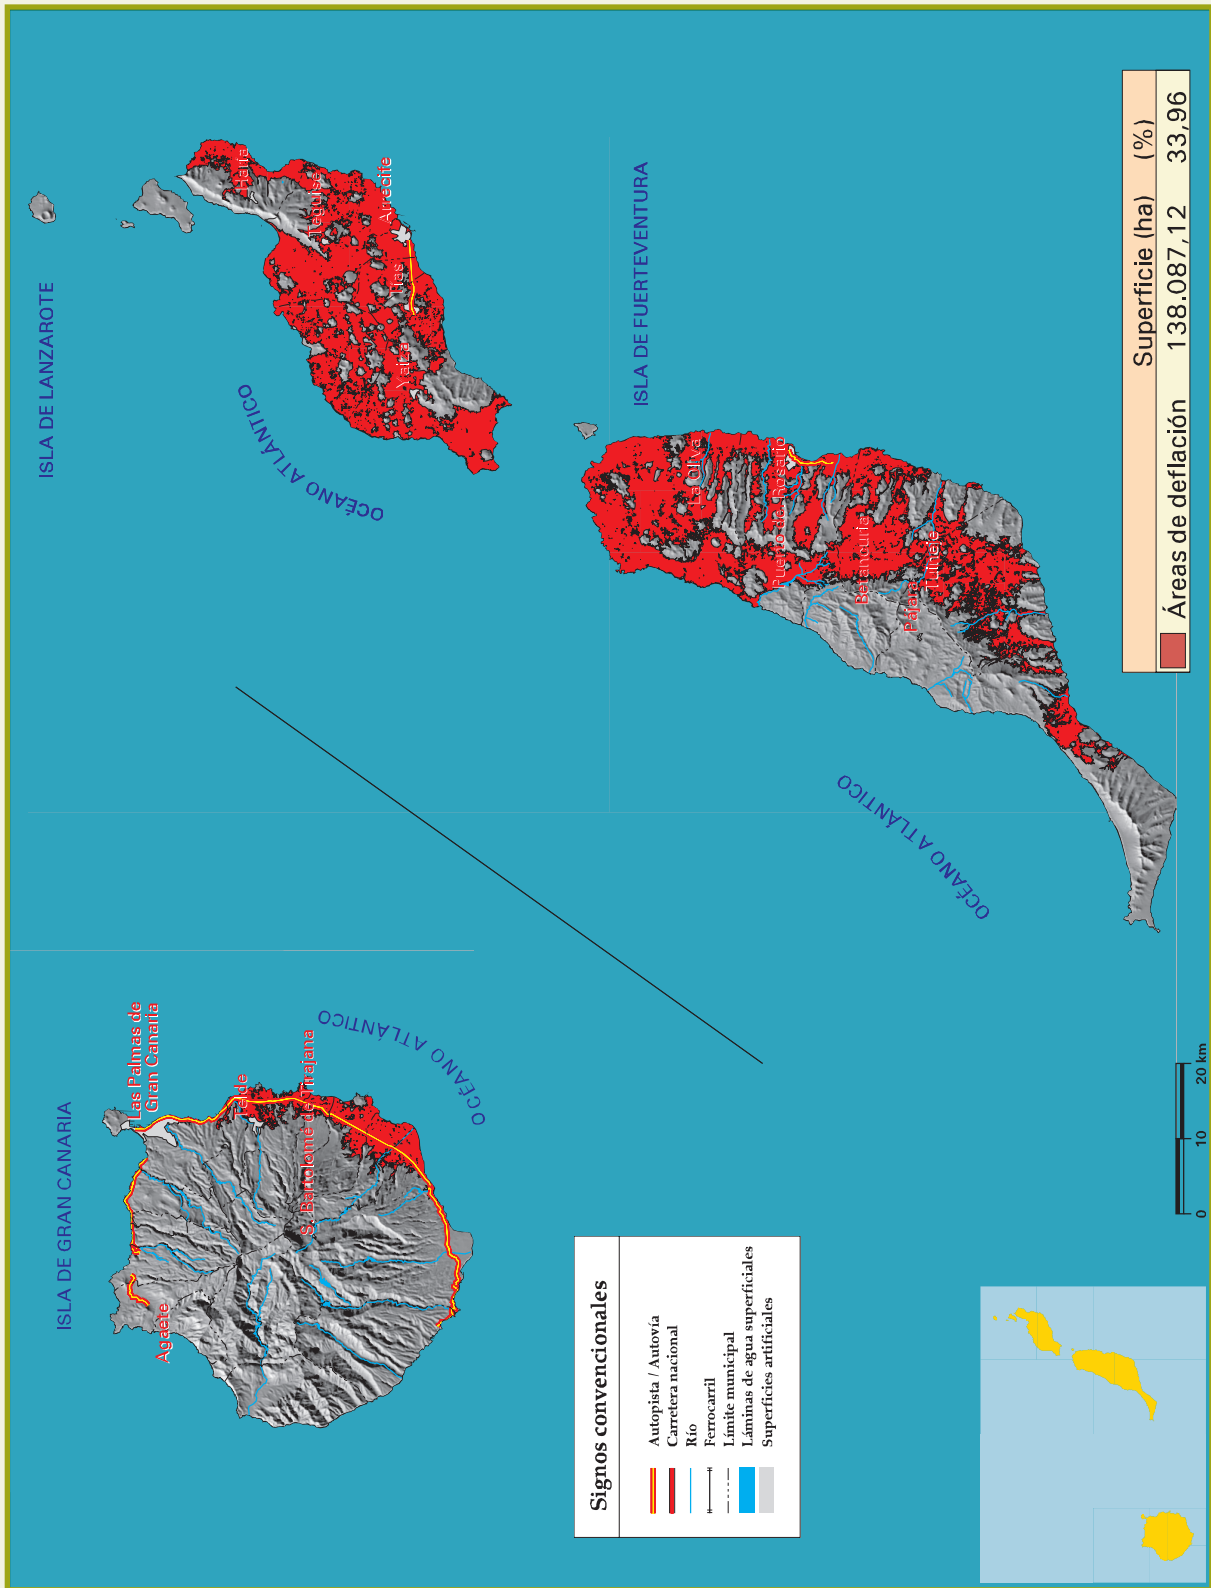 ISLA DE GRAN CANARIA
Las Palmas de
Gran Canaria
Agaete
Telde
S. Bartolomé de Tirajana
OCÉANO ATLÁNTICO
ISLA DE LANZAROTE
Haría
Teguise
Arrecife
Tías
Yaiza
OCÉANO ATLÁNTICO
ISLA DE FUERTEVENTURA
La Oliva
Puerto del Rosario
Betancuria
Pájara
Tuineje
OCÉANO ATLÁNTICO
Signos convencionales
Autopista / Autovía
Carretera nacional
Río
Ferrocarril
Límite municipal
Láminas de agua superficiales
Superficies artificiales
0 10 20 km
Superficie (ha) (%)
Áreas de deflación 138.087,12 33,96